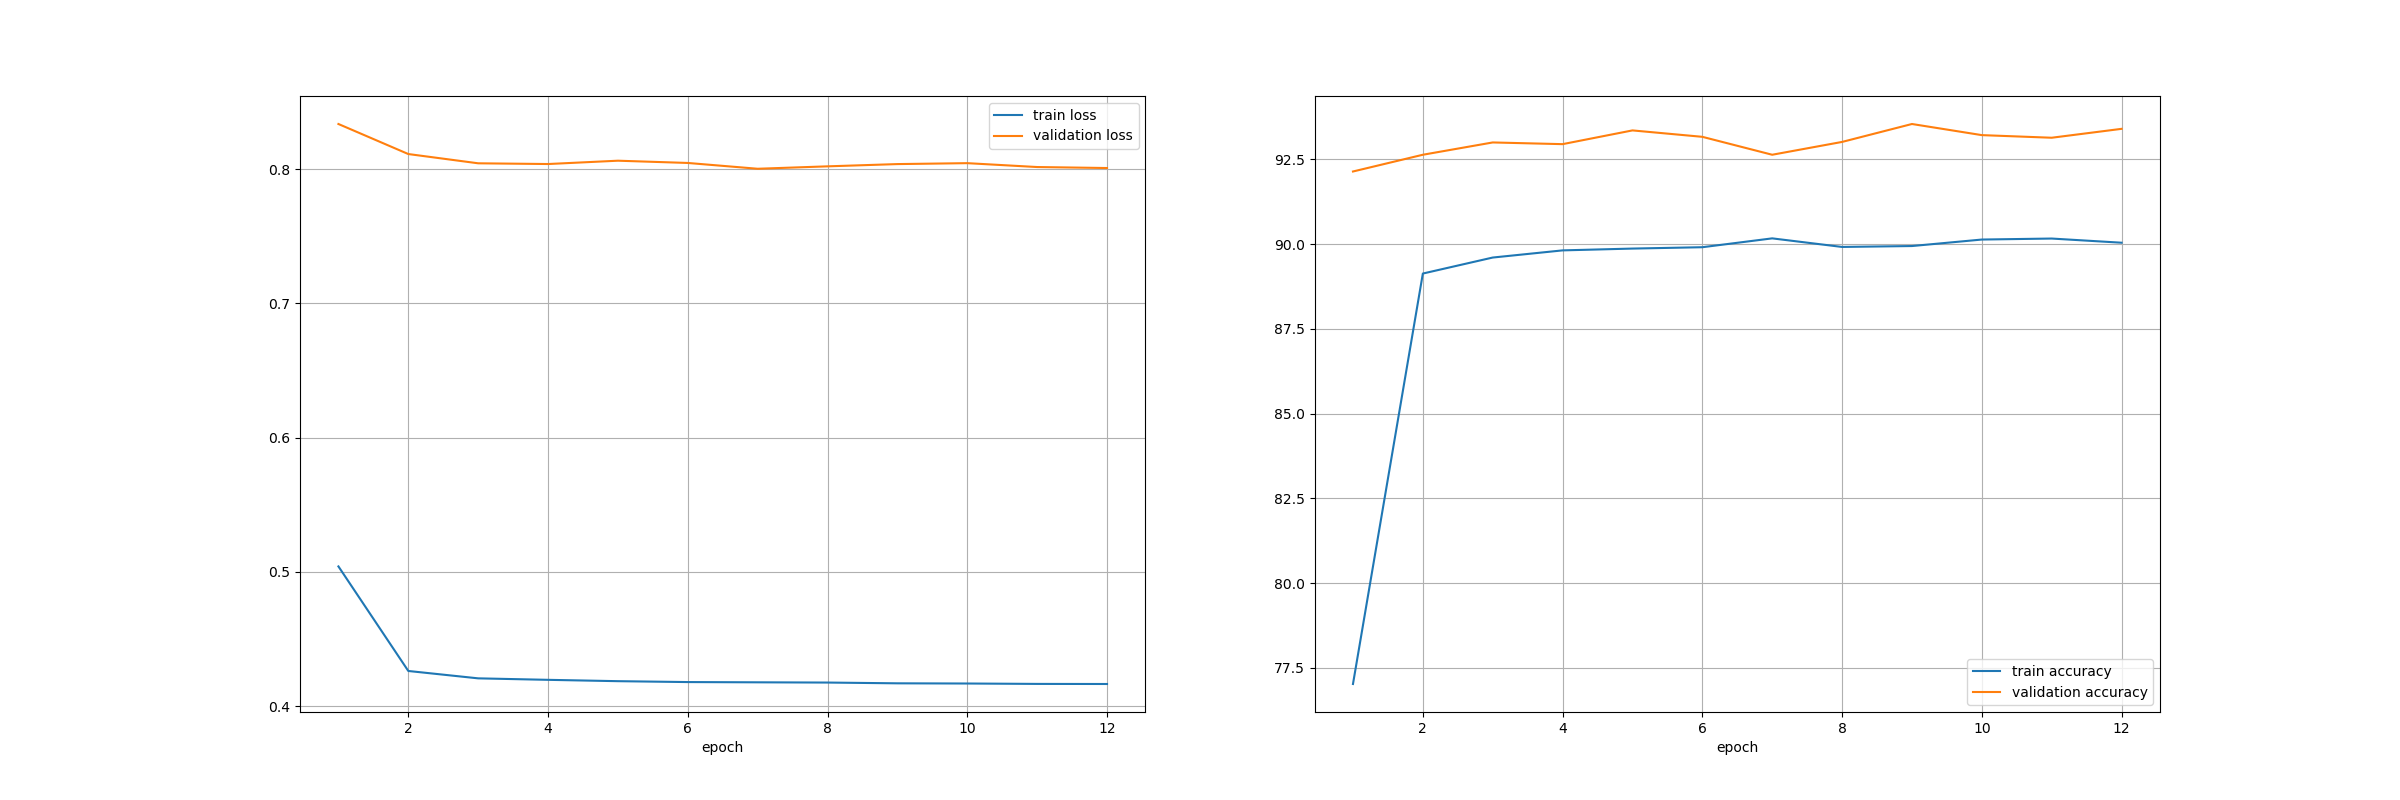 train loss
validation loss
0.8
0.7
0.6
0.5
0.4
2 4 6 8 10 12
epoch
92.5
90.0
87.5
85.0
82.5
80.0
77.5
train accuracy
validation accuracy
2 4 6 8 10 12
epoch